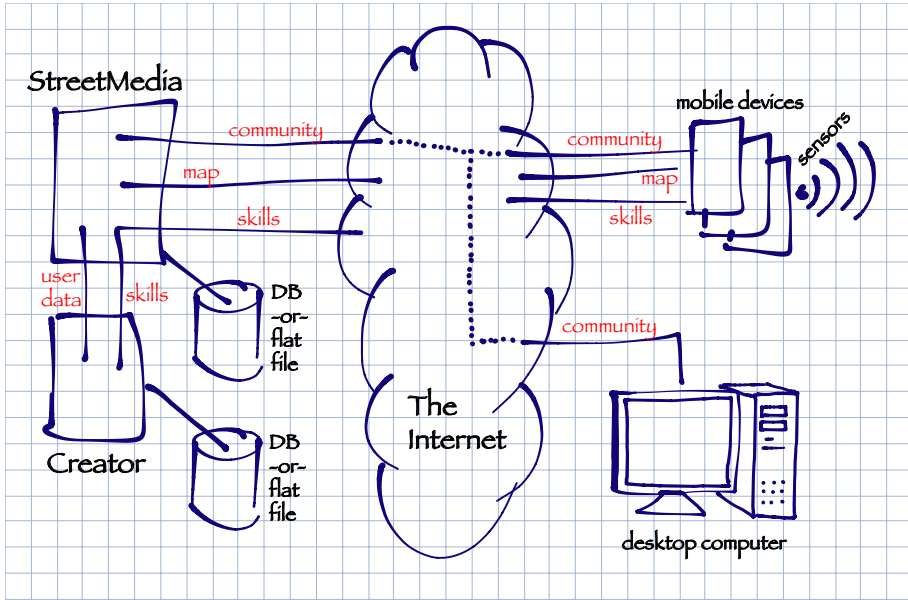 StreetMedia
community
map
skills
user
data
skills
DB
-or-
flat
file
Creator
DB
-or-
flat
file
The
Internet
mobile devices
sensors
community
map
skills
community
desktop computer